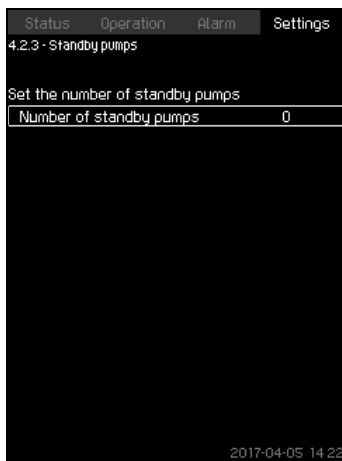 Status Operation Alarm Settings
4.2.3 - Standby pumps
Set the number of standby pumps
Number of standby pumps 0
2017-04-05 14:22